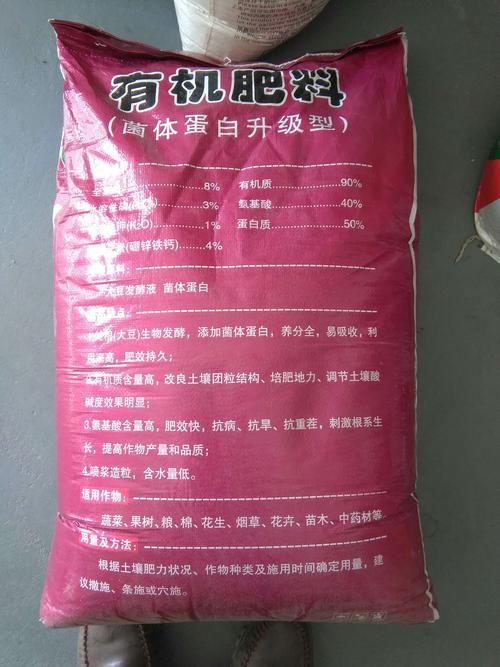 有机肥料
(菌体蛋白升级型)
全 8% 有机质 90%
3% 氨基酸 40%
(K₂O) 1% 蛋白质 50%
(硼锌铁钙) 4%
大豆发酵液 菌体蛋白
(大豆)生物发酵，添加菌体蛋白，养分全，易吸收，利
用率高，肥效持久；
2.有机质含量高，改良土壤团粒结构、培肥地力、调节土壤酸
碱度效果明显；
3.氨基酸含量高，肥效快，抗病、抗旱、抗重茬，刺激根系生
长，提高作物产量和品质；
4.喷浆造粒，含水量低。
适用作物：
蔬菜、果树、粮、棉、花生、烟草、花卉、苗木、中药材等
用量及方法：
根据土壤肥力状况、作物种类及施用时间确定用量，建
议撒施、条施或穴施。